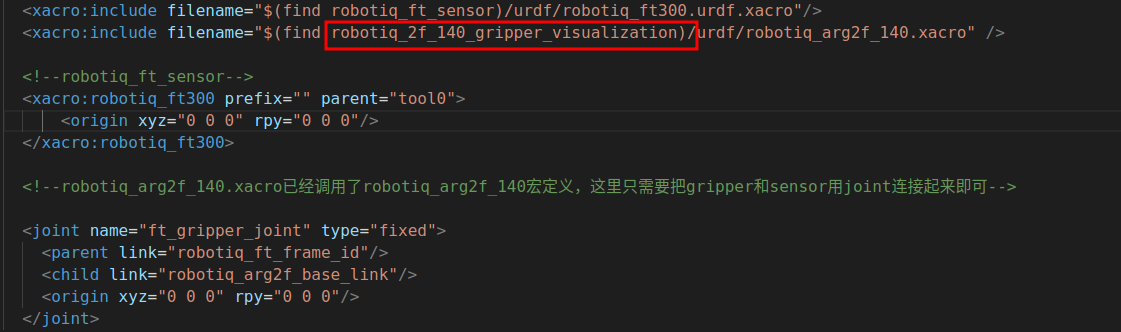 <xacro:include filename="$(find robotiq_ft_sensor)/urdf/robotiq_ft300.urdf.xacro"/>
<xacro:include filename="$(find robotiq_2f_140_gripper_visualization)/urdf/robotiq_arg2f_140.xacro" />
<!--robotiq_ft_sensor-->
<xacro:robotiq_ft300 prefix="" parent="tool0">
<origin xyz="0 0 0" rpy="0 0 0"/>
</xacro:robotiq_ft300>
<!--robotiq_arg2f_140.xacro已经调用了robotiq_arg2f_140宏定义，这里只需要把gripper和sensor用joint连接起来即可-->
<joint name="ft_gripper_joint" type="fixed">
<parent link="robotiq_ft_frame_id"/>
<child link="robotiq_arg2f_base_link"/>
<origin xyz="0 0 0" rpy="0 0 0"/>
</joint>